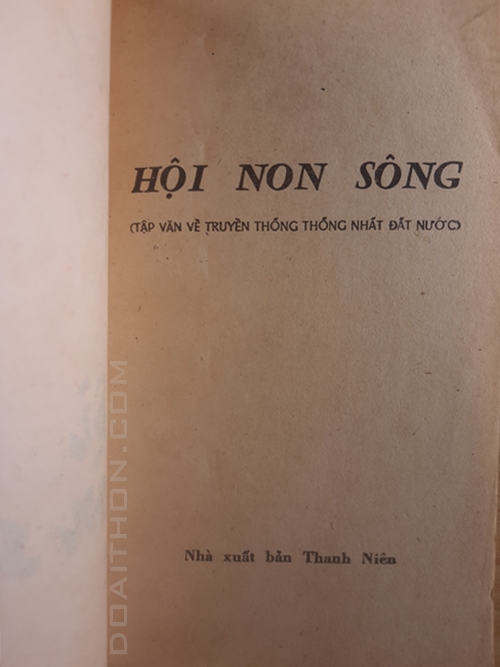 HỘI NON SÔNG
(TẬP VĂN VỀ TRUYỀN THỐNG THỐNG NHẤT ĐẤT NƯỚC)
Nhà xuất bản Thanh Niên
DOAITHON.COM